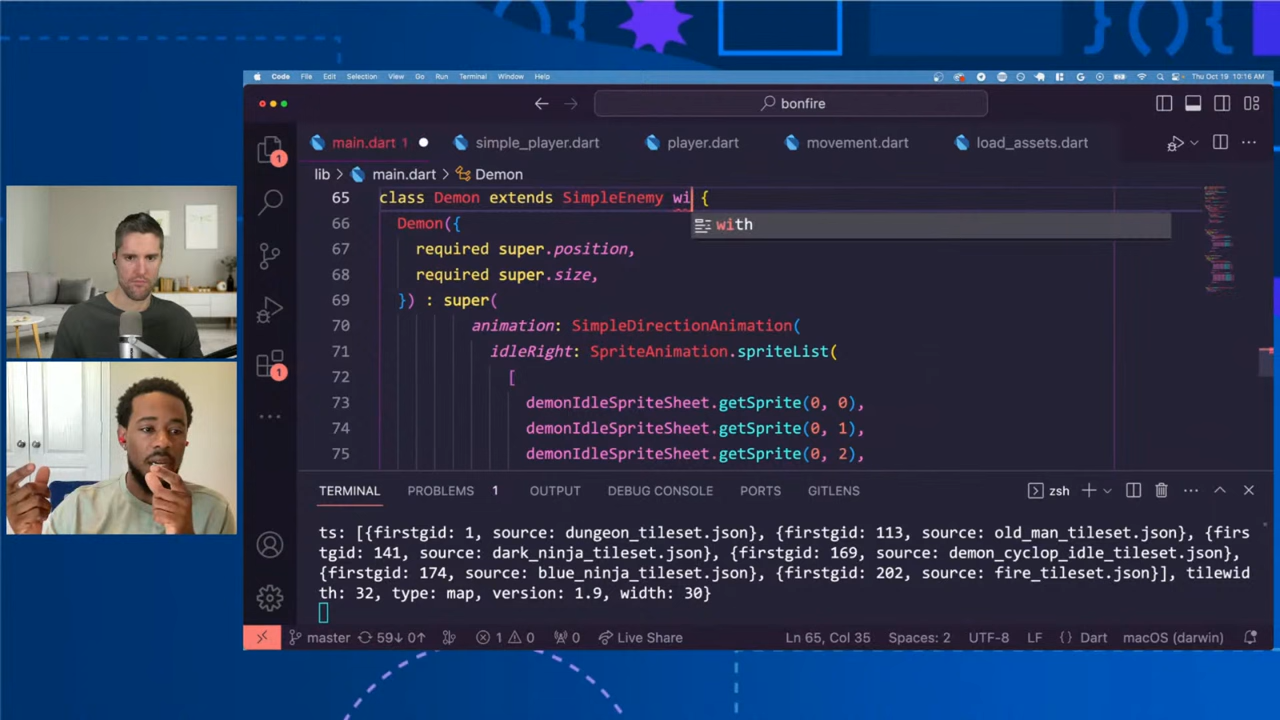 Code File Edit Selection View Go Run Terminal Window Help Thu Oct 19 10:16 AM
bonfire
main.dart 1 simple_player.dart player.dart movement.dart load_assets.dart
lib > main.dart > Demon
65 class Demon extends SimpleEnemy wi {
with
66 Demon({
67 required super.position,
68 required super.size,
69 }) : super(
70 animation: SimpleDirectionAnimation(
71 idleRight: SpriteAnimation.spriteList(
72 [
73 demonIdleSpriteSheet.getSprite(0, 0),
74 demonIdleSpriteSheet.getSprite(0, 1),
75 demonIdleSpriteSheet.getSprite(0, 2),
1
1
TERMINAL PROBLEMS 1 OUTPUT DEBUG CONSOLE PORTS GITLENS zsh
ts: [{firstgid: 1, source: dungeon_tileset.json}, {firstgid: 113, source: old_man_tileset.json}, {firs
tgid: 141, source: dark_ninja_tileset.json}, {firstgid: 169, source: demon_cyclop_idle_tileset.json},
{firstgid: 174, source: blue_ninja_tileset.json}, {firstgid: 202, source: fire_tileset.json}], tilewid
th: 32, type: map, version: 1.9, width: 30}
master 59↓ 0↑ 1 0 0 Live Share Ln 65, Col 35 Spaces: 2 UTF-8 LF {} Dart macOS (darwin)